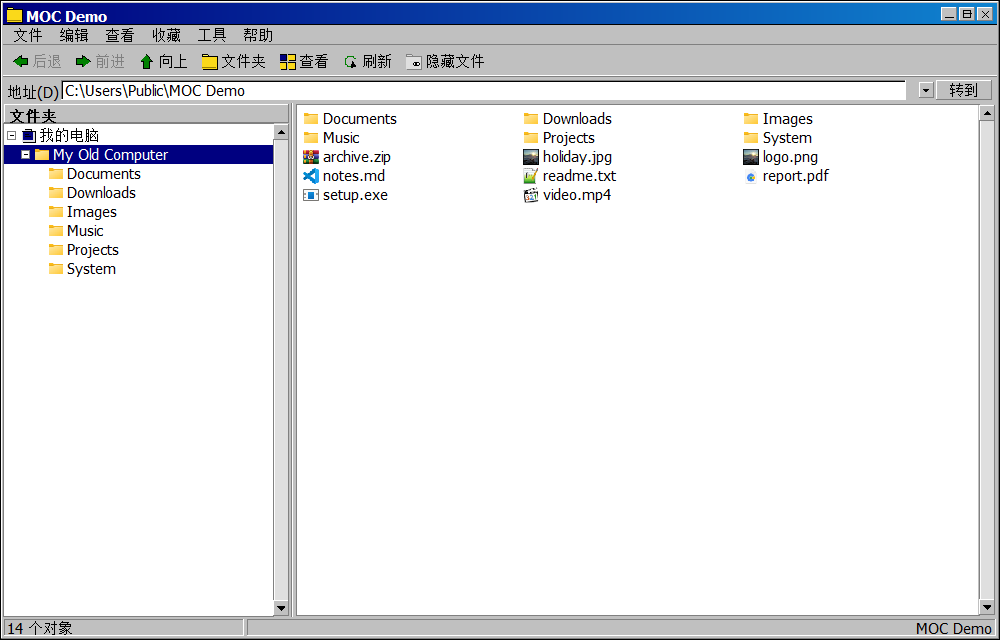 MOC Demo
文件 编辑 查看 收藏 工具 帮助
后退 前进 向上 文件夹 查看 刷新 隐藏文件
地址(D) C:\Users\Public\MOC Demo 转到
文件夹
我的电脑
My Old Computer
Documents
Downloads
Images
Music
Projects
System
Documents Downloads Images
Music Projects System
archive.zip holiday.jpg logo.png
notes.md readme.txt report.pdf
setup.exe video.mp4
14 个对象 MOC Demo